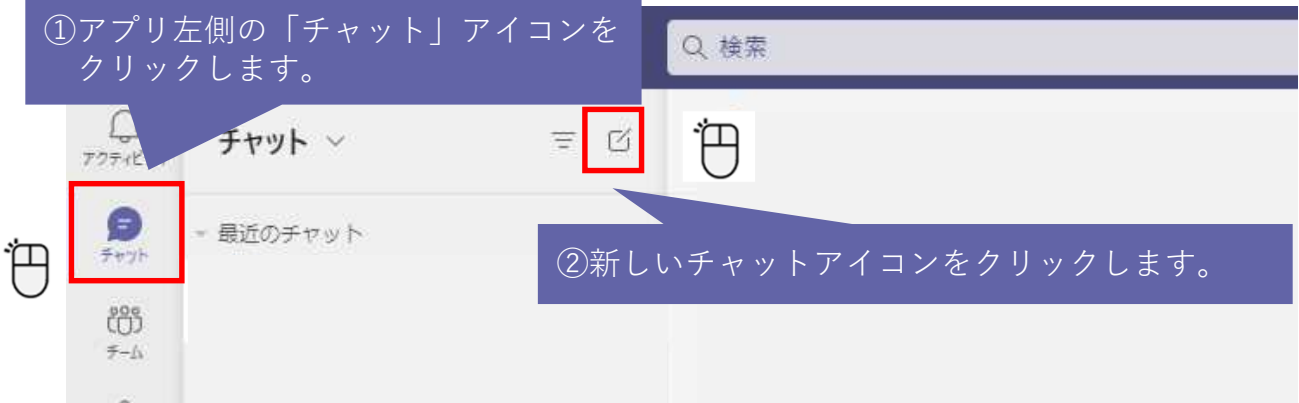 ①アプリ左側の「チャット」アイコンを
クリックします。
検索
チャット
最近のチャット
チャット
②新しいチャットアイコンをクリックします。
チーム